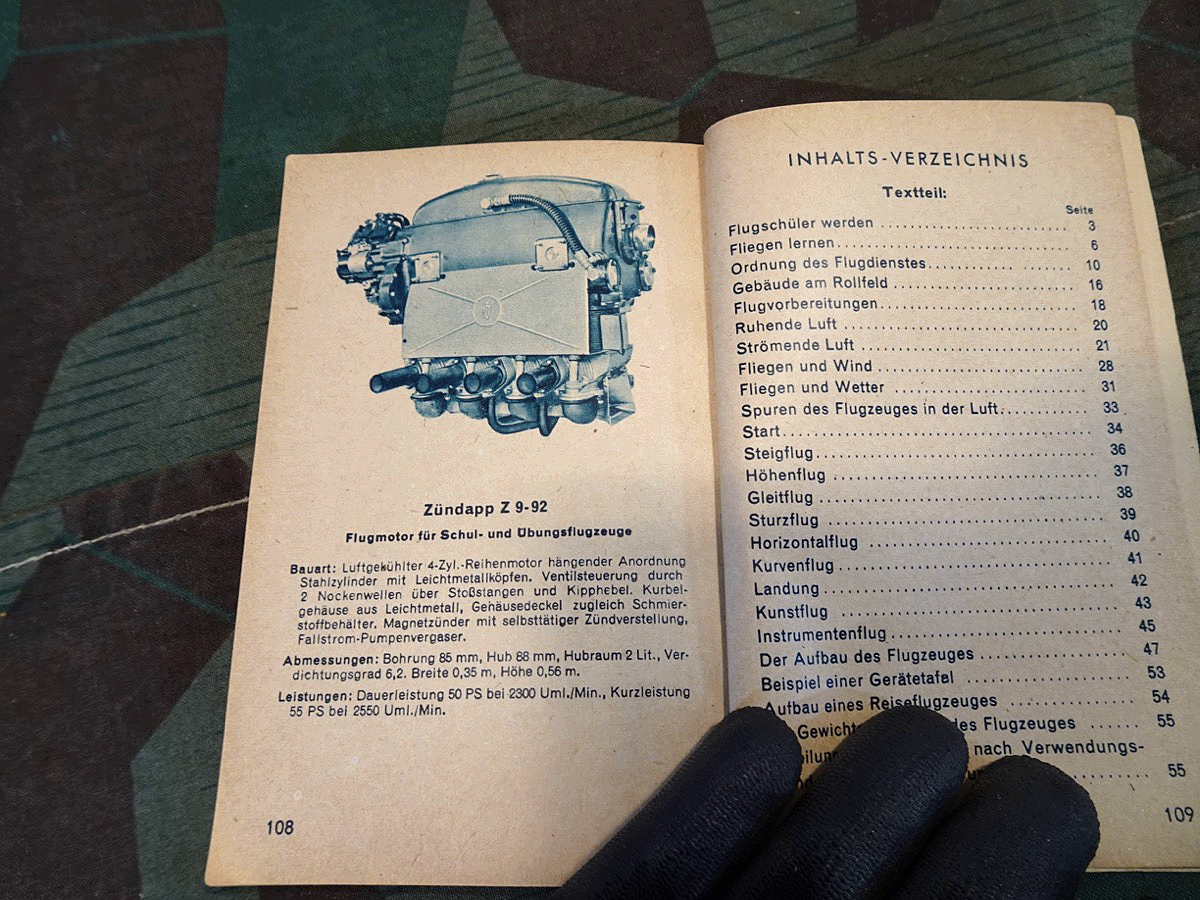 Zündapp Z 9-92
Flugmotor für Schul- und Übungsflugzeuge
Bauart: Luftgekühlter 4-Zyl.-Reihenmotor hängender Anordnung
Stahlzylinder mit Leichtmetallköpfen. Ventilsteuerung durch
2 Nockenwellen über Stoßstangen und Kipphebel. Kurbel-
gehäuse aus Leichtmetall, Gehäusedeckel zugleich Schmier-
stoffbehälter. Magnetzünder mit selbsttätiger Zündverstellung,
Fallstrom-Pumpenvergaser.
Abmessungen: Bohrung 85 mm, Hub 88 mm, Hubraum 2 Lit., Ver-
dichtungsgrad 6,2. Breite 0,35 m, Höhe 0,56 m.
Leistungen: Dauerleistung 50 PS bei 2300 Uml./Min., Kurzleistung
55 PS bei 2550 Uml./Min.
108
INHALTS-VERZEICHNIS
Textteil:
Seite
Flugschüler werden ........................ 3
Fliegen lernen.............................. 6
Ordnung des Flugdienstes............ ...... 10
Gebäude am Rollfeld ....................... 16
Flugvorbereitungen......................... 18
Ruhende Luft .............................. 20
Strömende Luft ............................ 21
Fliegen und Wind .......................... 28
Fliegen und Wetter ........................ 31
Spuren des Flugzeuges in der Luft............ 33
Start...................................... 34
Steigflug.................................. 36
Höhenflug ................................. 37
Gleitflug ................................. 38
Sturzflug ................................. 39
Horizontalflug ............................ 40
Kurvenflug................................. 41
Landung ................................... 42
Kunstflug ................................. 43
Instrumentenflug........................... 45
Der Aufbau des Flugzeuges ................. 47
Beispiel einer Gerätetafel ................ 53
Aufbau eines Reiseflugzeuges .............. 54
Gewicht des Flugzeuges ...... 55
nach Verwendungs-
.......... 55
109